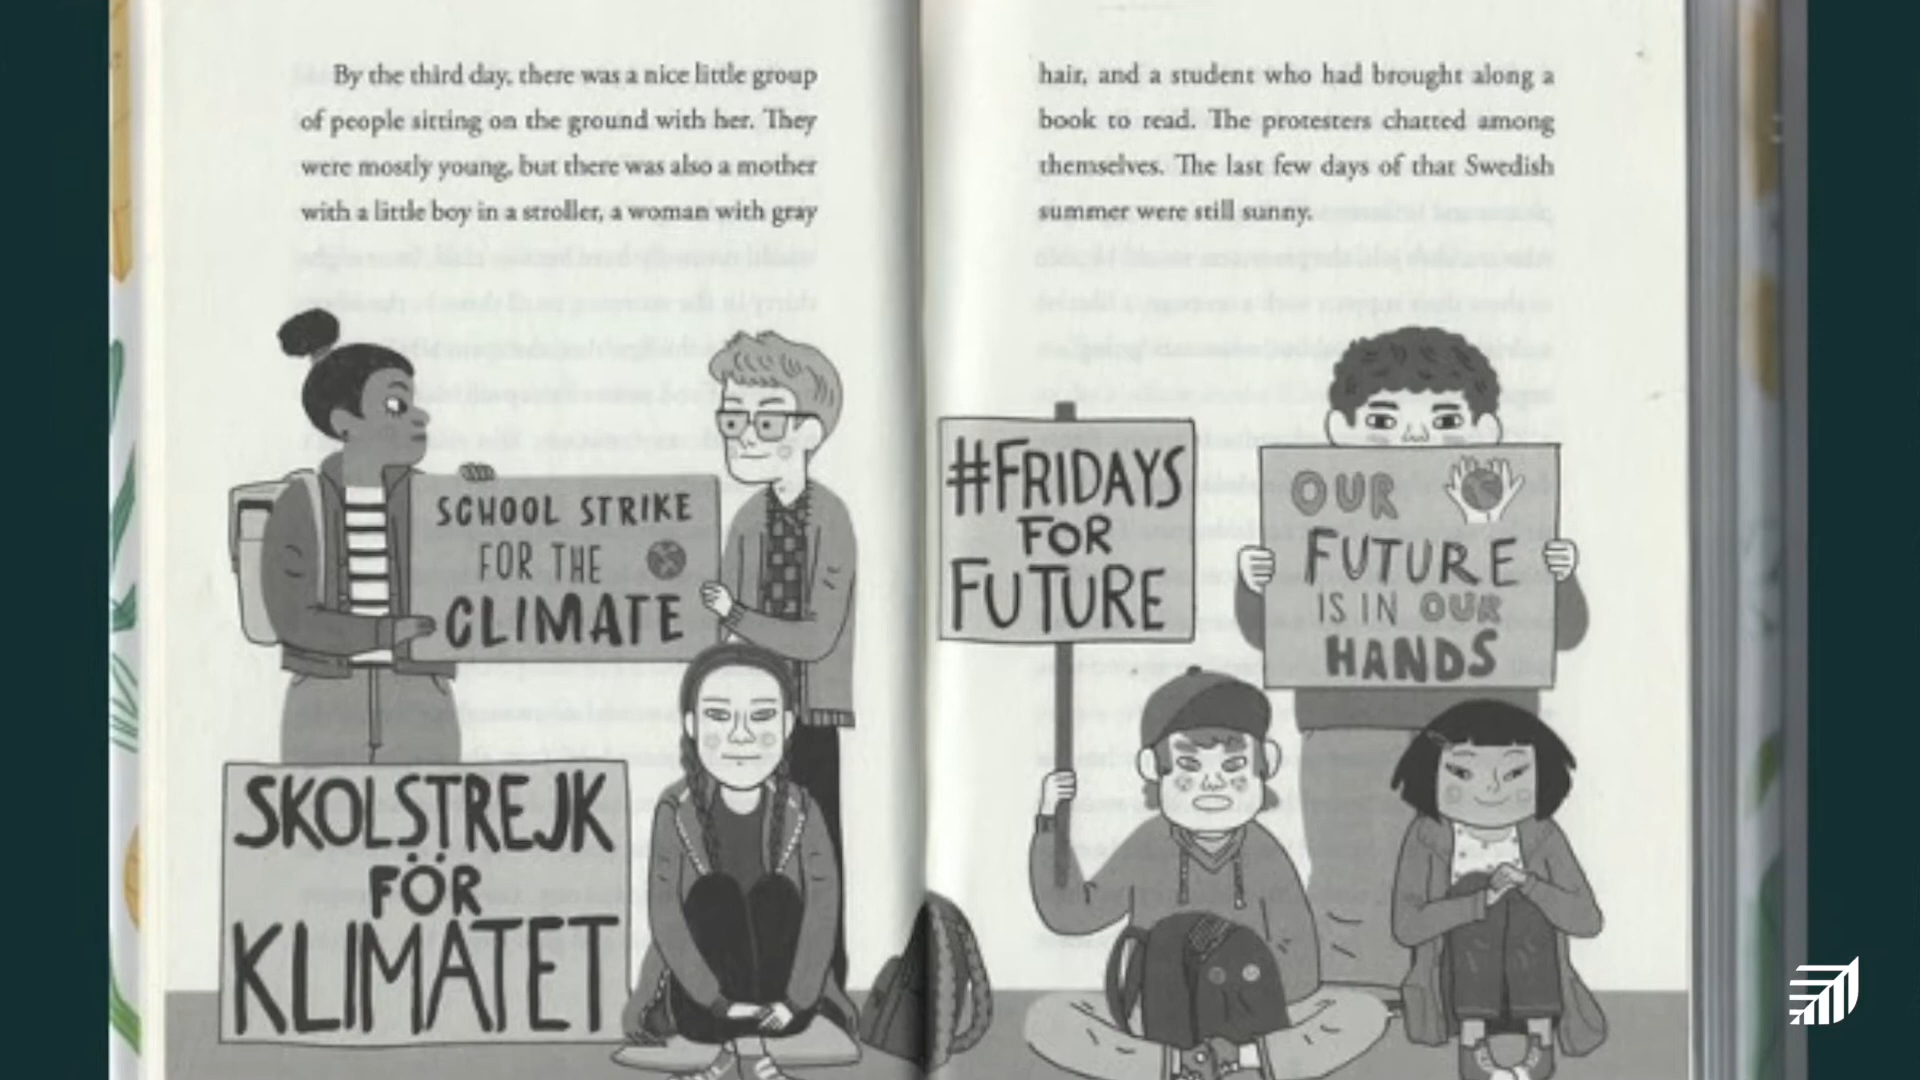 By the third day, there was a nice little group
of people sitting on the ground with her. They
were mostly young, but there was also a mother
with a little boy in a stroller, a woman with gray
hair, and a student who had brought along a
book to read. The protesters chatted among
themselves. The last few days of that Swedish
summer were still sunny.
SCHOOL STRIKE
FOR THE
CLIMATE
SKOLSTREJK
FÖR
KLIMATET
#FRIDAYS
FOR
FUTURE
OUR
FUTURE
IS IN OUR
HANDS